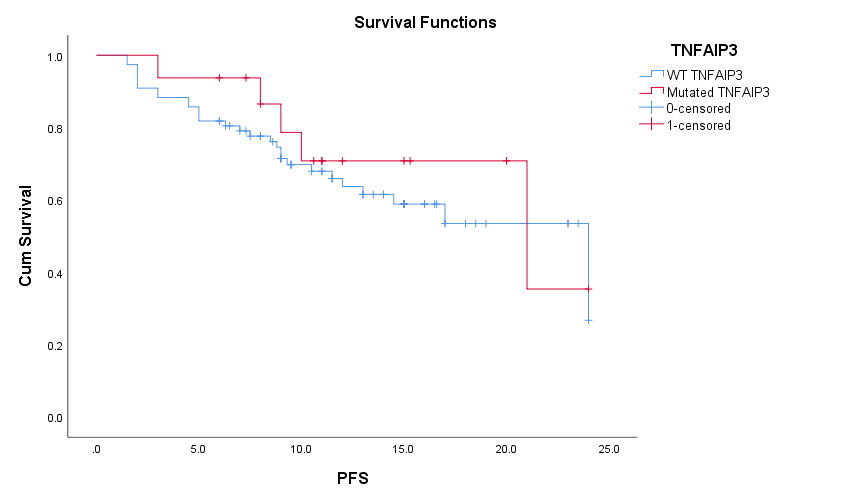 Survival Functions
TNFAIP3
WT TNFAIP3
Mutated TNFAIP3
0-censored
1-censored
Cum Survival
1.0
0.8
0.6
0.4
0.2
0.0
.0 5.0 10.0 15.0 20.0 25.0
PFS